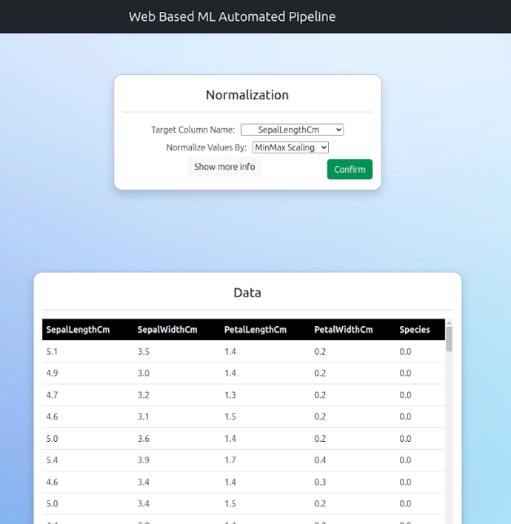 Web Based ML Automated Pipeline
Normalization
Target Column Name: SepalLengthCm
Normalize Values By: MinMax Scaling
Show more info
Confirm
Data
SepalLengthCm SepalWidthCm PetalLengthCm PetalWidthCm Species
5.1 3.5 1.4 0.2 0.0
4.9 3.0 1.4 0.2 0.0
4.7 3.2 1.3 0.2 0.0
4.6 3.1 1.5 0.2 0.0
5.0 3.6 1.4 0.2 0.0
5.4 3.9 1.7 0.4 0.0
4.6 3.4 1.4 0.3 0.0
5.0 3.4 1.5 0.2 0.0